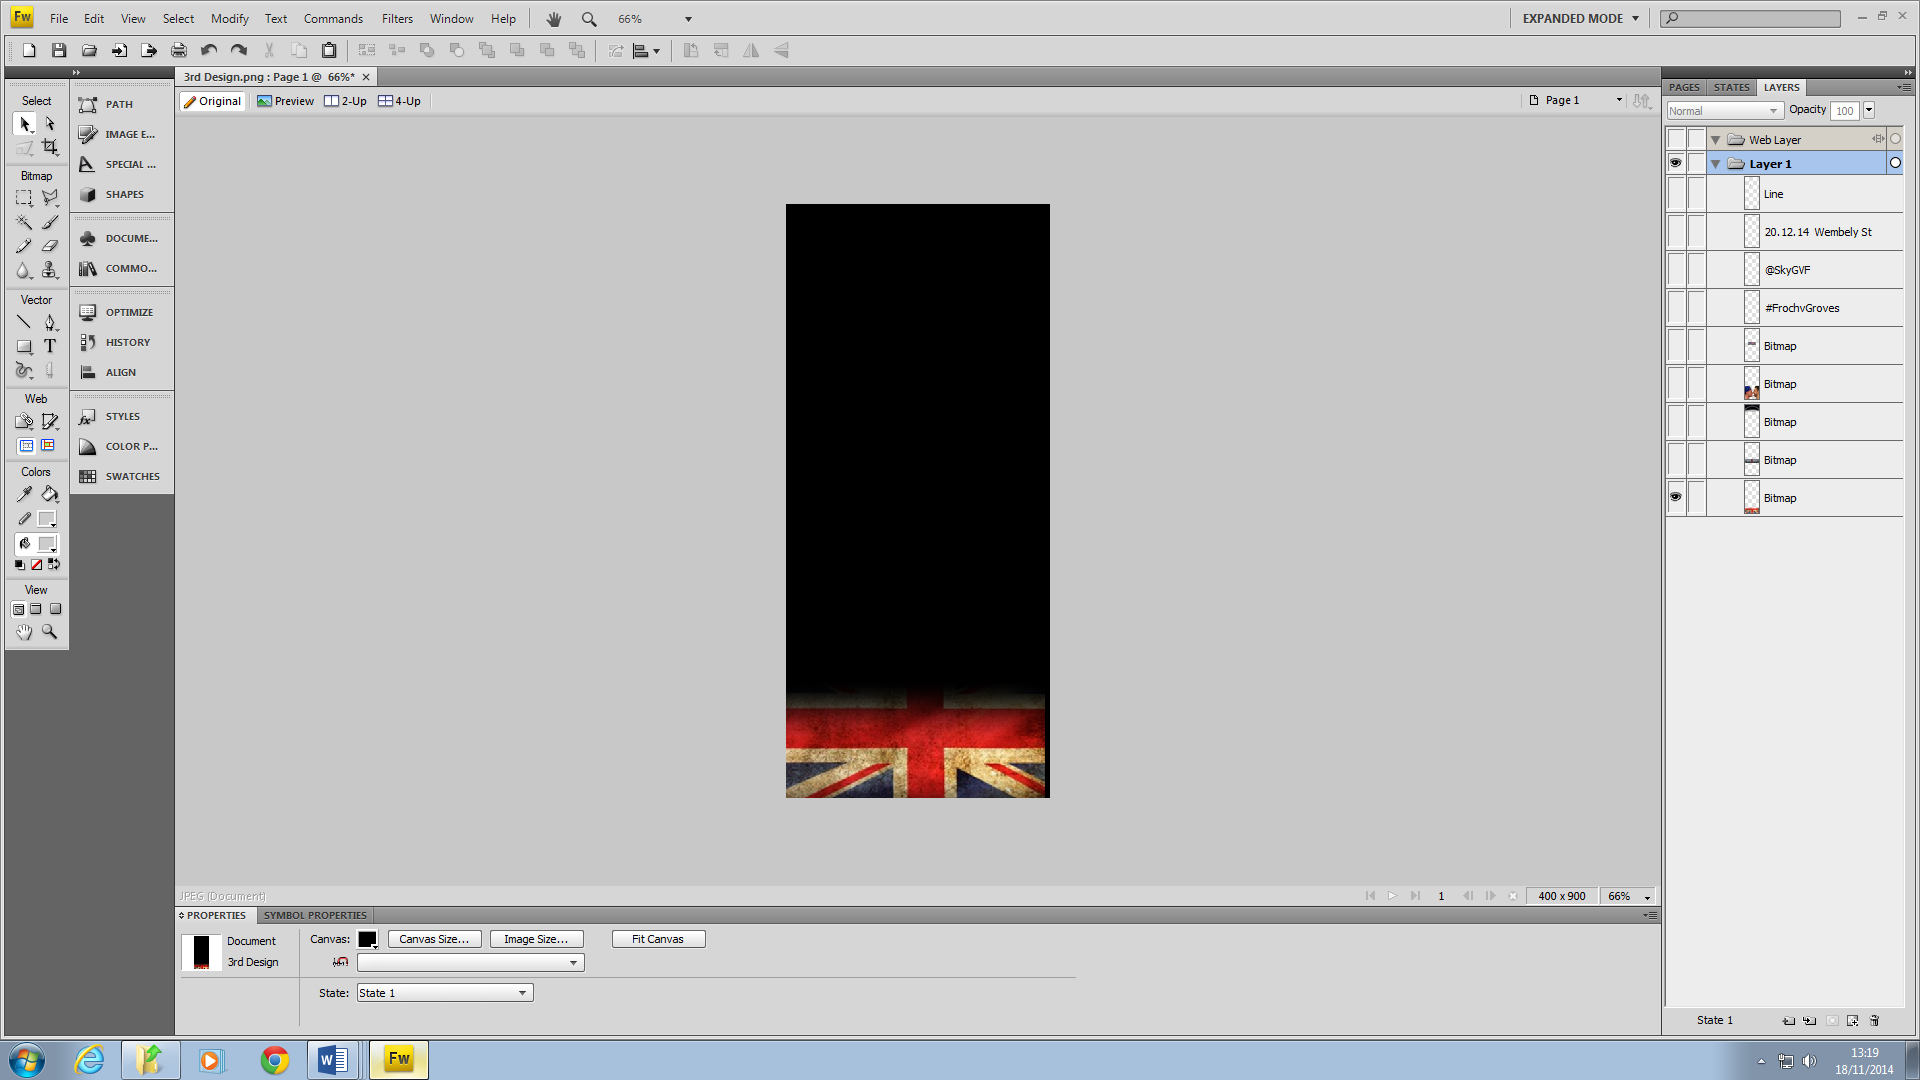 Fw File Edit View Select Modify Text Commands Filters Window Help 66% EXPANDED MODE
3rd Design.png : Page 1 @ 66%*
Original Preview 2-Up 4-Up Page 1
Select
Bitmap
Vector
Web
Colors
View
PATH
IMAGE E...
SPECIAL ...
SHAPES
DOCUME...
COMMO...
OPTIMIZE
HISTORY
ALIGN
STYLES
COLOR P...
SWATCHES
PAGES STATES LAYERS
Normal Opacity 100
Web Layer
Layer 1
Line
20.12.14 Wembely St
@SkyGVF
#FrochvGroves
Bitmap
Bitmap
Bitmap
Bitmap
Bitmap
State 1
JPEG (Document) 1 400 x 900 66%
PROPERTIES SYMBOL PROPERTIES
Document
3rd Design
Canvas: Canvas Size... Image Size... Fit Canvas
State: State 1
Fw
13:19
18/11/2014